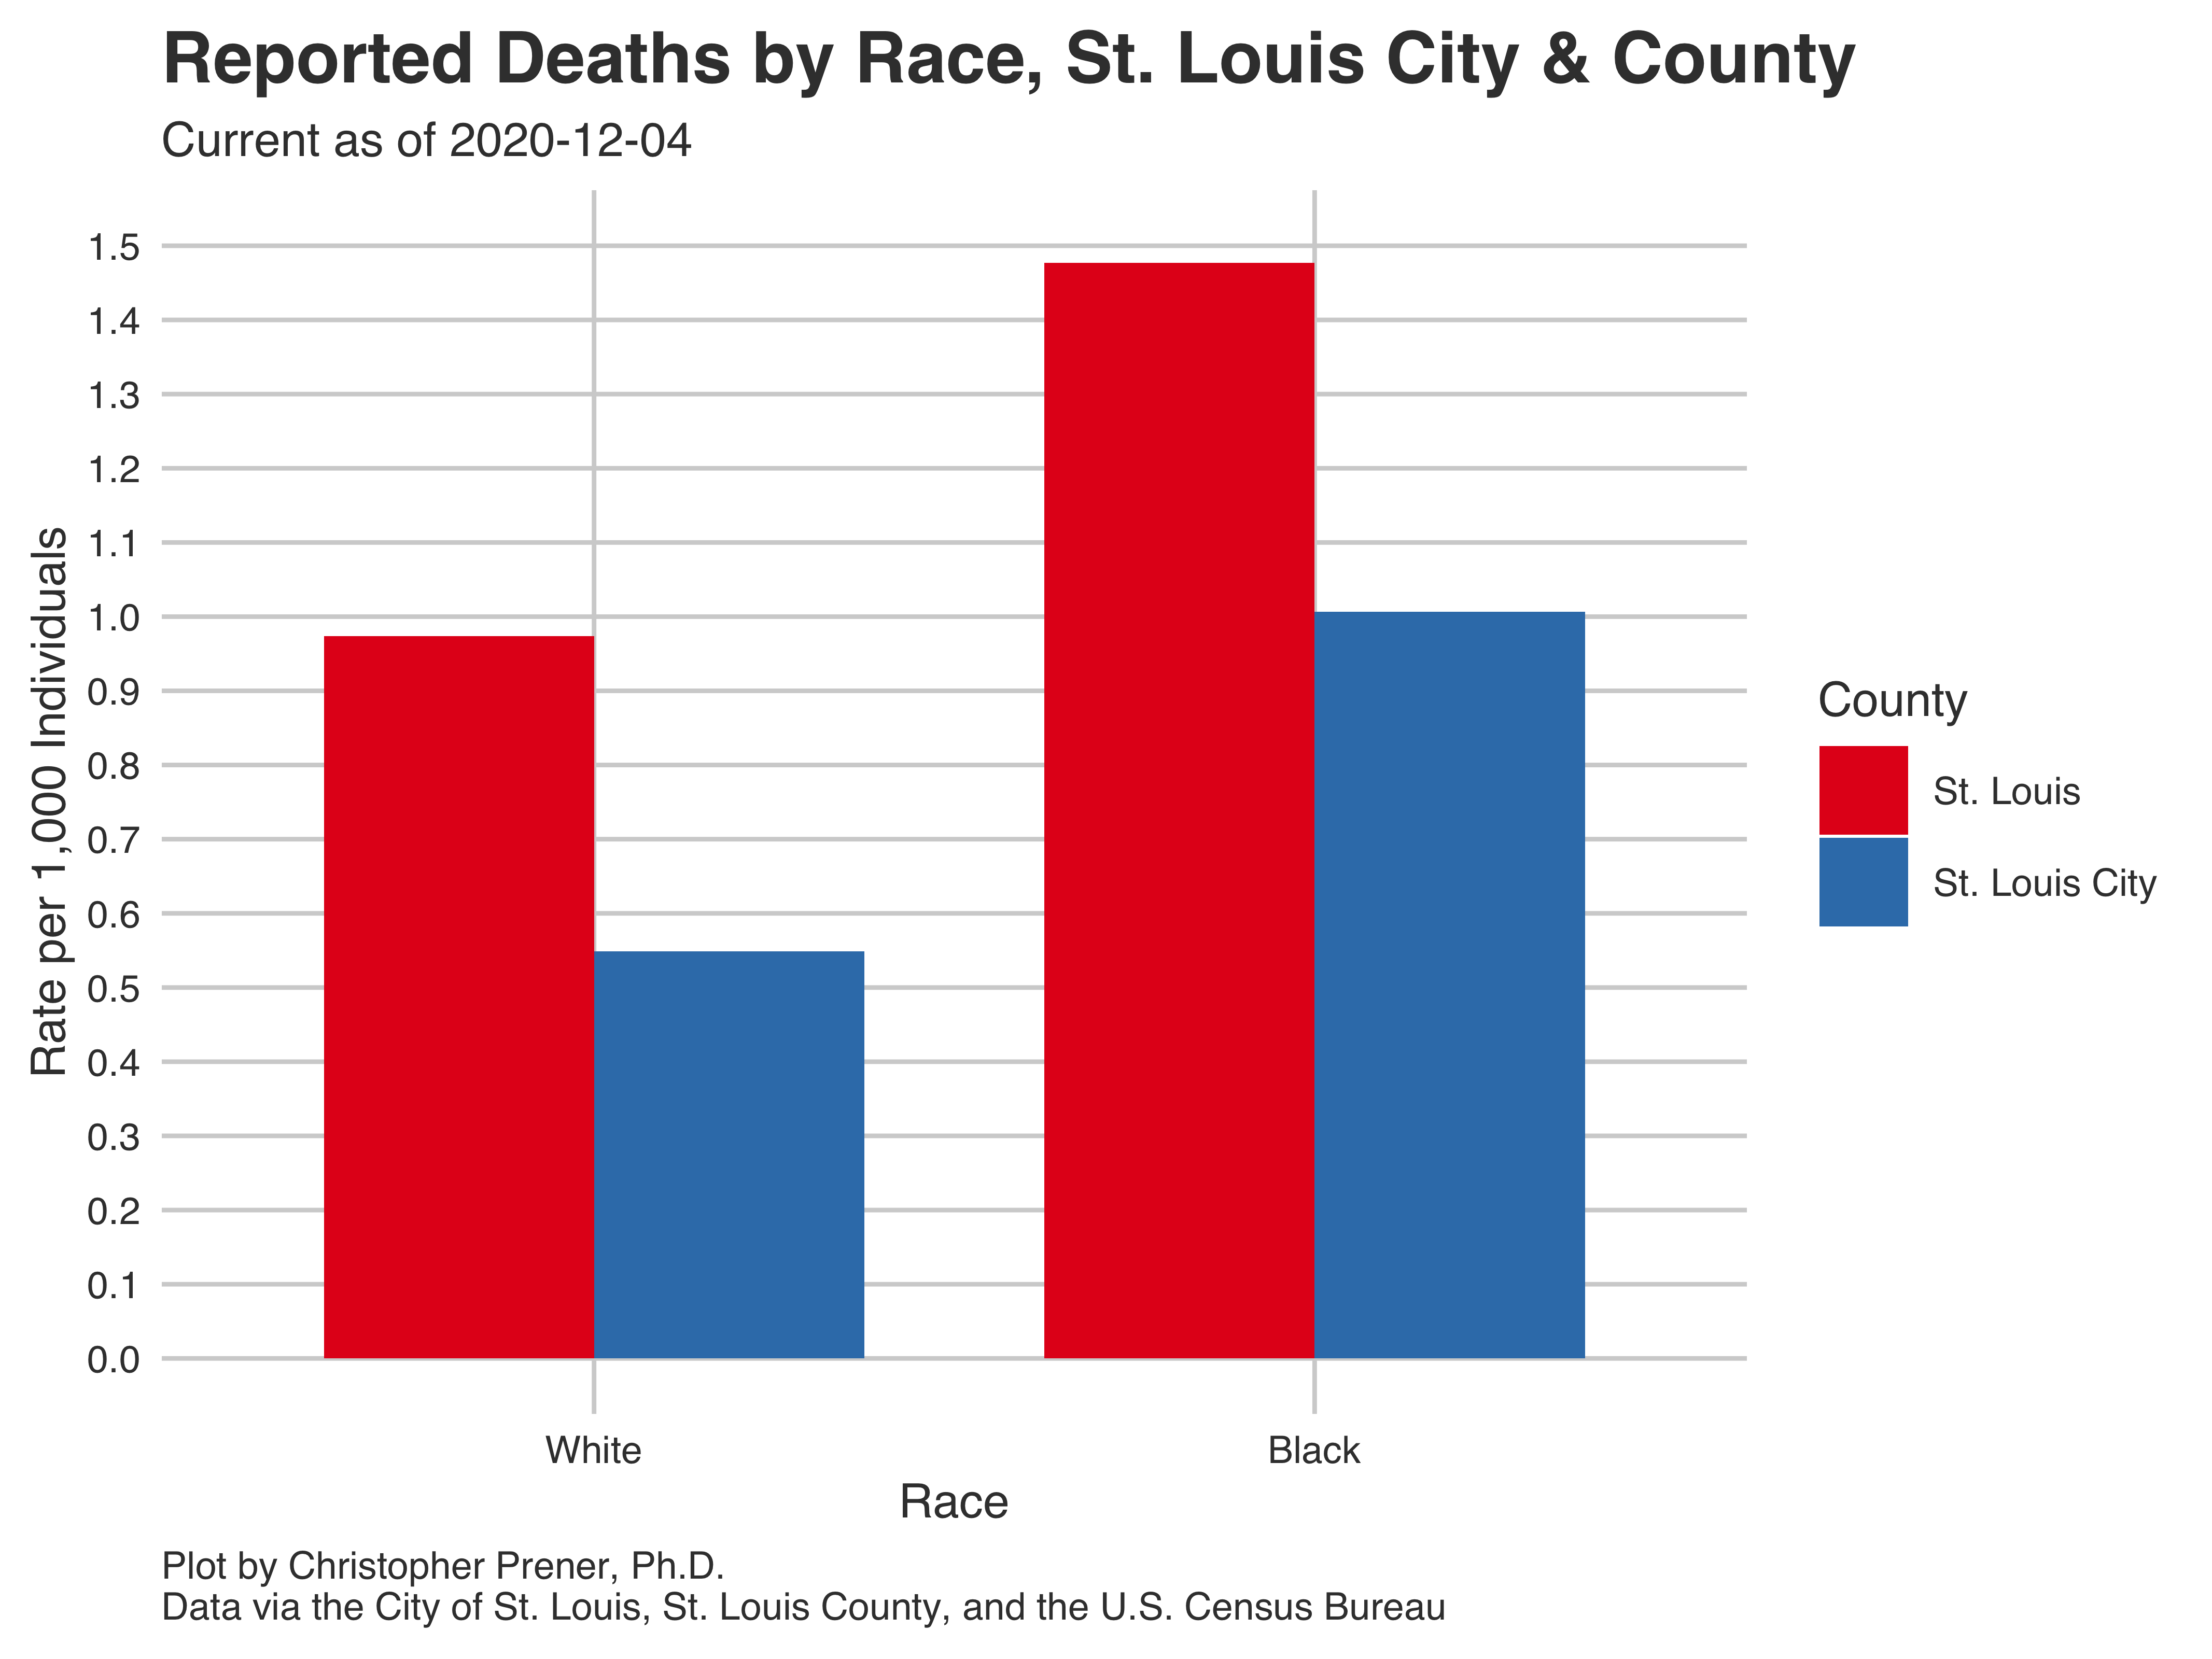 Reported Deaths by Race, St. Louis City & County
Current as of 2020-12-04
1.5
1.4
1.3
1.2
1.1
1.0
0.9
0.8
0.7
0.6
0.5
0.4
0.3
0.2
0.1
0.0
Rate per 1,000 Individuals
White
Black
Race
County
St. Louis
St. Louis City
Plot by Christopher Prener, Ph.D.
Data via the City of St. Louis, St. Louis County, and the U.S. Census Bureau